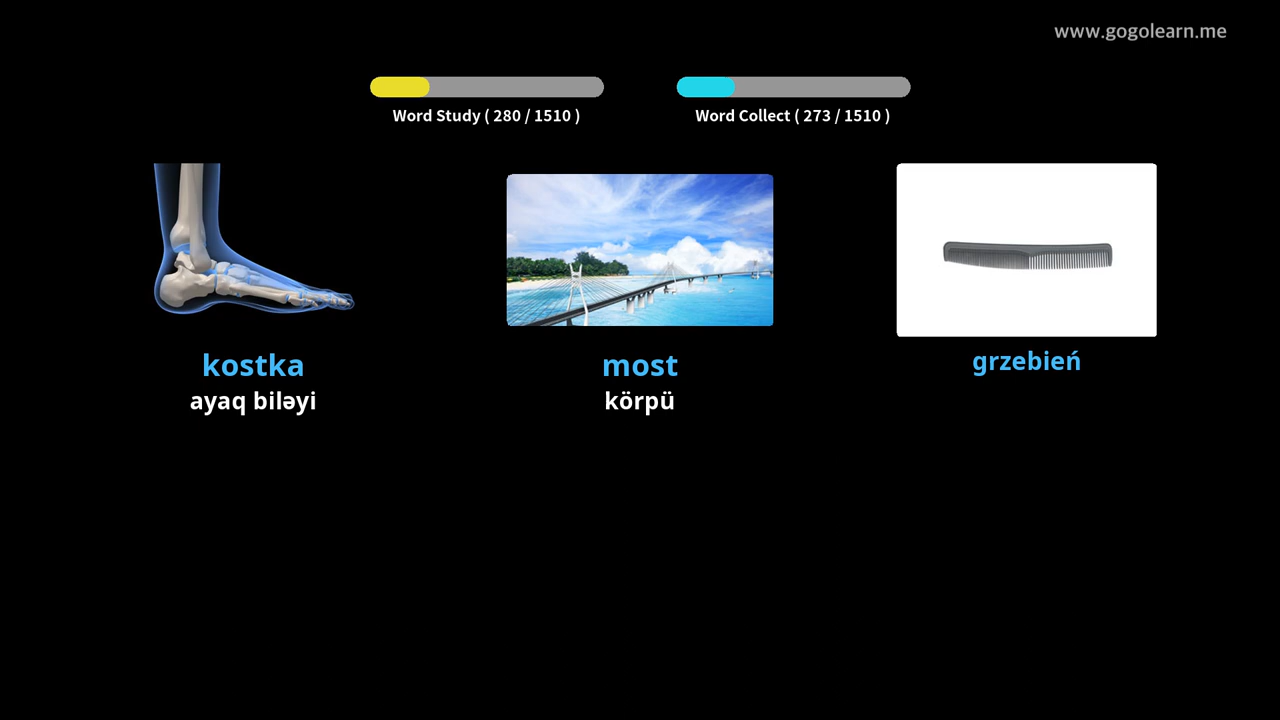 www.gogolearn.me
Word Study ( 280 / 1510 )
Word Collect ( 273 / 1510 )
kostka
ayaq biləyi
most
körpü
grzebień